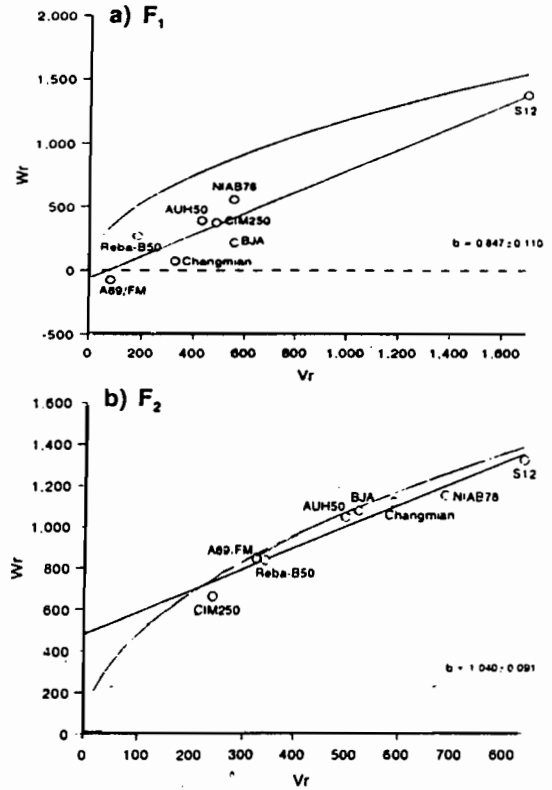 a) F1
2.000
1.500
1.000
500
0
-500
Wr
S12
NIAB78
AUH50
CIM250
Reba-B50
BJA
Changmian
A89/FM
b = 0.847±0.110
0 200 400 600 800 1.000 1.200 1.400 1.600
Vr
b) F2
1.600
1.400
1.200
1.000
800
600
400
200
0
Wr
S12
NIAB78
BJA
AUH50
Changmian
A89.FM
Reba-B50
CIM250
b = 1.040±0.091
0 100 200 300 400 500 600 700 800
Vr